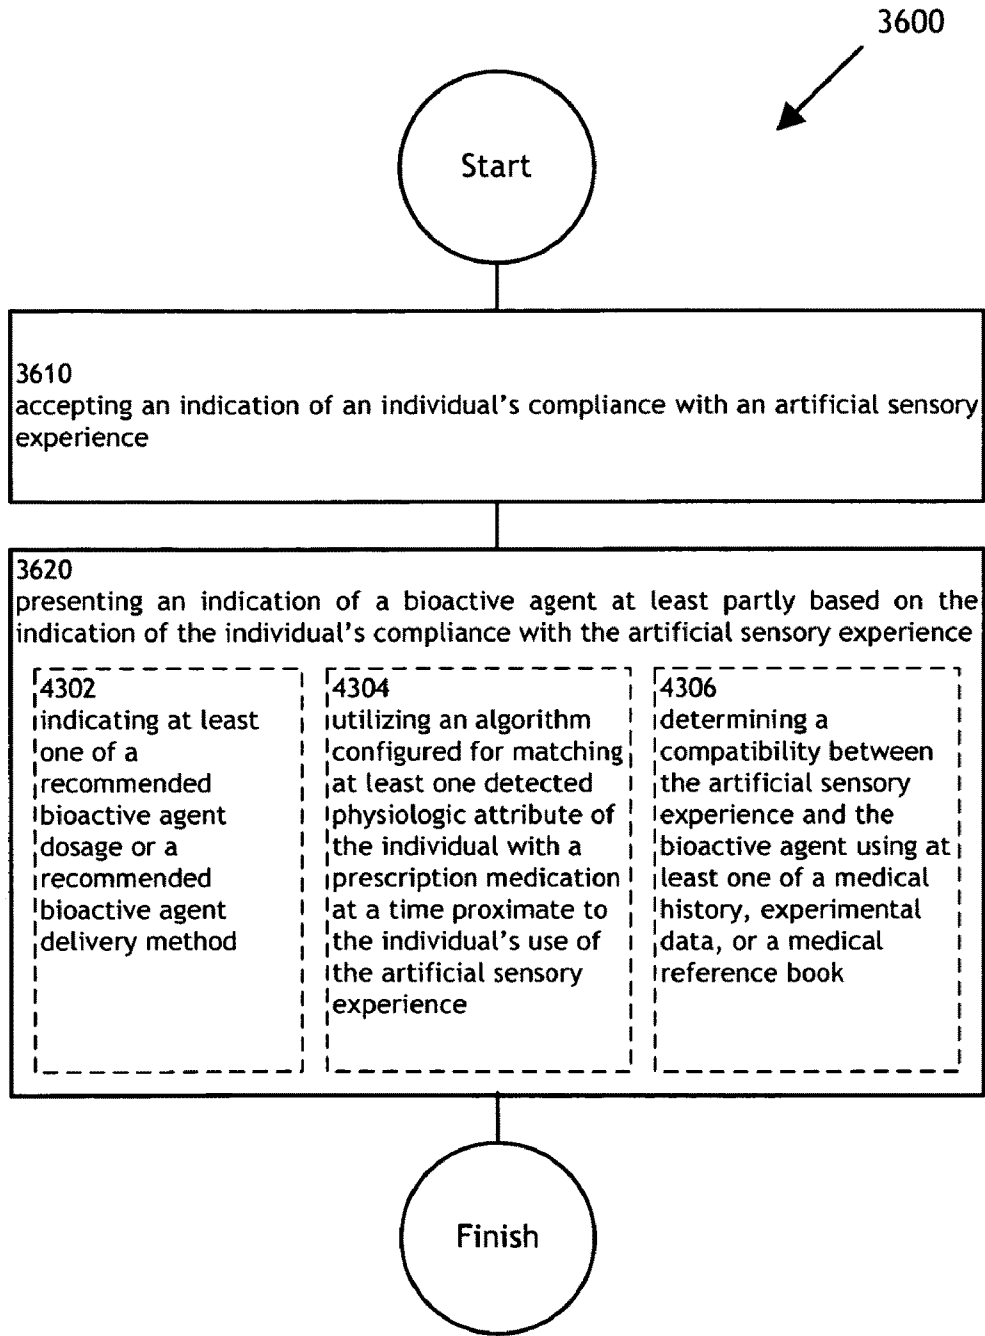 3600
Start
3610
accepting an indication of an individual's compliance with an artificial sensory
experience
3620
presenting an indication of a bioactive agent at least partly based on the
indication of the individual's compliance with the artificial sensory experience
4302
indicating at least
one of a
recommended
bioactive agent
dosage or a
recommended
bioactive agent
delivery method
4304
utilizing an algorithm
configured for matching
at least one detected
physiologic attribute of
the individual with a
prescription medication
at a time proximate to
the individual's use of
the artificial sensory
experience
4306
determining a
compatibility between
the artificial sensory
experience and the
bioactive agent using at
least one of a medical
history, experimental
data, or a medical
reference book
Finish